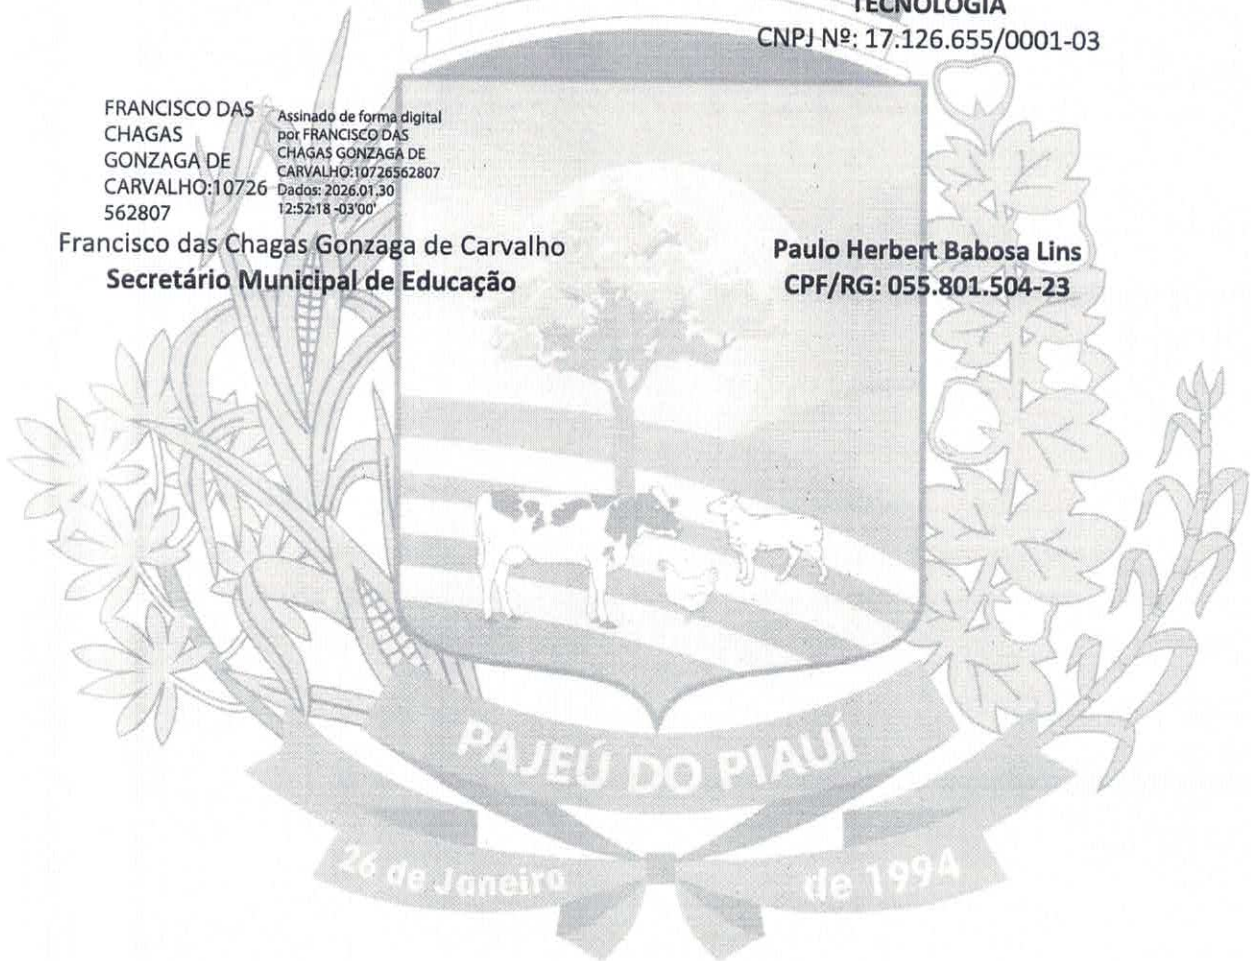 TECNOLOGIA
CNPJ Nº: 17.126.655/0001-03
FRANCISCO DAS
CHAGAS
GONZAGA DE
CARVALHO:10726
562807
Assinado de forma digital
por FRANCISCO DAS
CHAGAS GONZAGA DE
CARVALHO:10726562807
Dados: 2026.01.30
12:52:18 -03'00'
Francisco das Chagas Gonzaga de Carvalho
Secretário Municipal de Educação
Paulo Herbert Babosa Lins
CPF/RG: 055.801.504-23
PAJEÚ DO PIAUÍ
26 de Janeiro de 1994